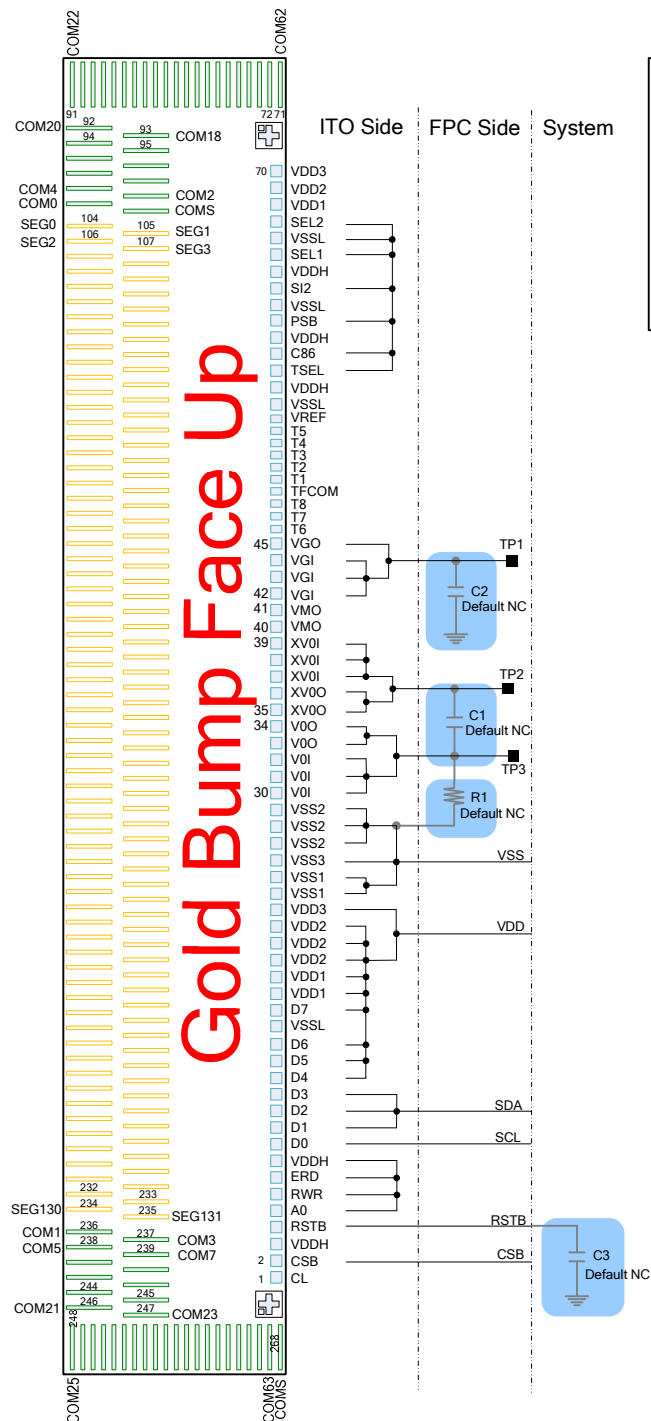 COM22
COM62
91
72 71
COM20
92
93
COM18
94
95
COM4
COM2
COM0
COMS
SEG0
104
105
SEG1
SEG2
106
107
SEG3
Gold Bump Face Up
ITO Side
FPC Side
System
70
VDD3
VDD2
VDD1
SEL2
VSSL
SEL1
VDDH
SI2
VSSL
PSB
VDDH
C86
TSEL
VDDH
VSSL
VREF
T5
T4
T3
T2
T1
TFCOM
T8
T7
T6
45
VGO
VGI
VGI
42
VGI
41
VMO
40
VMO
39
XV0I
XV0I
XV0I
XV0O
35
XV0O
34
V0O
V0O
V0I
V0I
30
V0I
VSS2
VSS2
VSS2
VSS3
VSS1
VSS1
VDD3
VDD2
VDD2
VDD2
VDD1
VDD1
D7
VSSL
D6
D5
D4
D3
D2
D1
D0
VDDH
ERD
RWR
A0
RSTB
VDDH
2
CSB
1
CL
TP1
C2
Default NC
TP2
C1
Default NC
TP3
R1
Default NC
VSS
VDD
SDA
SCL
RSTB
CSB
C3
Default NC
232
233
SEG130
234
235
SEG131
COM1
236
237
COM3
COM5
238
239
COM7
244
245
COM21
246
247
COM23
248
268
COM25
COM63
COMS